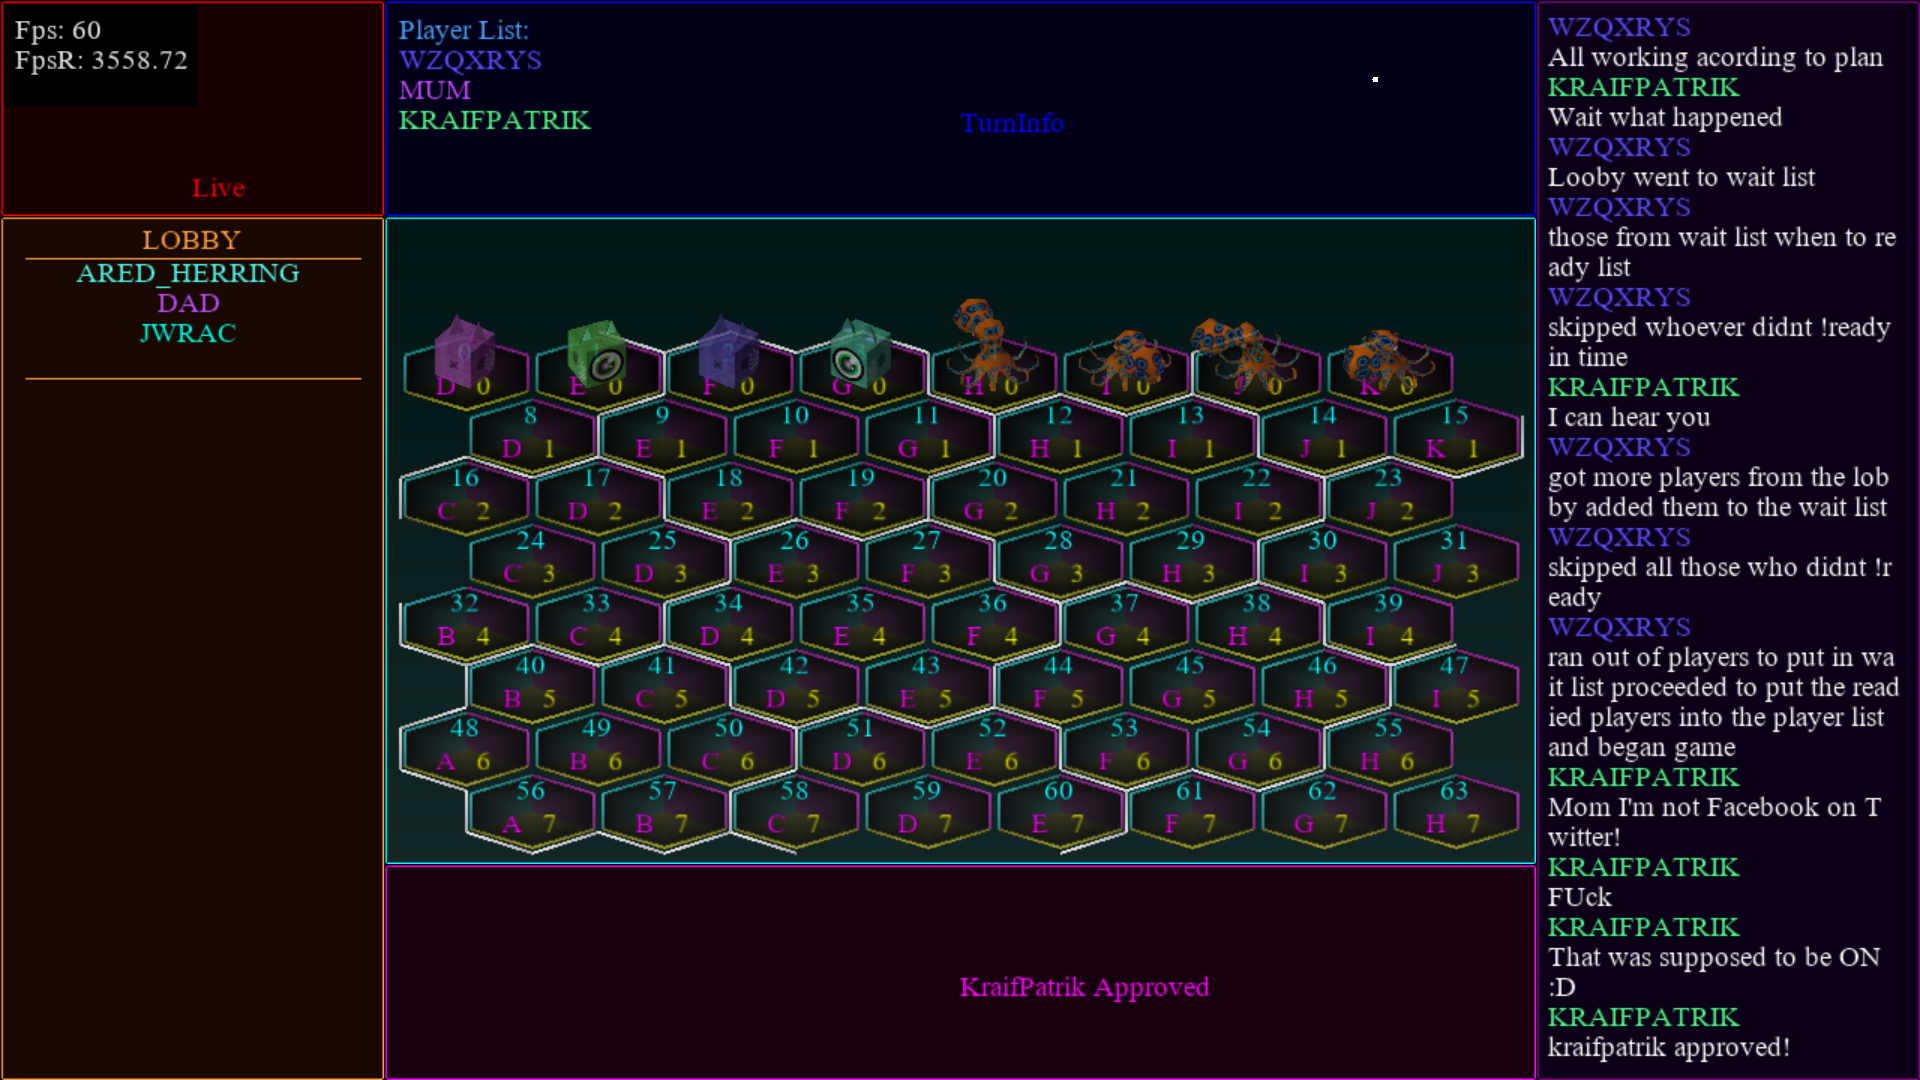 Fps: 60
FpsR: 3558.72
Live
Player List:
WZQXRYS
MUM
KRAIFPATRIK
TurnInfo
LOBBY
ARED_HERRING
DAD
JWRAC
D 0 E 0 F 0 G 0 H 0 I 0 J 0 K 0
8 9 10 11 12 13 14 15
D 1 E 1 F 1 G 1 H 1 I 1 J 1 K 1
16 17 18 19 20 21 22 23
C 2 D 2 E 2 F 2 G 2 H 2 I 2 J 2
24 25 26 27 28 29 30 31
C 3 D 3 E 3 F 3 G 3 H 3 I 3 J 3
32 33 34 35 36 37 38 39
B 4 C 4 D 4 E 4 F 4 G 4 H 4 I 4
40 41 42 43 44 45 46 47
B 5 C 5 D 5 E 5 F 5 G 5 H 5 I 5
48 49 50 51 52 53 54 55
A 6 B 6 C 6 D 6 E 6 F 6 G 6 H 6
56 57 58 59 60 61 62 63
A 7 B 7 C 7 D 7 E 7 F 7 G 7 H 7
KraifPatrik Approved
WZQXRYS
All working acording to plan
KRAIFPATRIK
Wait what happened
WZQXRYS
Looby went to wait list
WZQXRYS
those from wait list when to re
ady list
WZQXRYS
skipped whoever didnt !ready
in time
KRAIFPATRIK
I can hear you
WZQXRYS
got more players from the lob
by added them to the wait list
WZQXRYS
skipped all those who didnt !r
eady
WZQXRYS
ran out of players to put in wa
it list proceeded to put the read
ied players into the player list
and began game
KRAIFPATRIK
Mom I'm not Facebook on T
witter!
KRAIFPATRIK
FUck
KRAIFPATRIK
That was supposed to be ON
:D
KRAIFPATRIK
kraifpatrik approved!